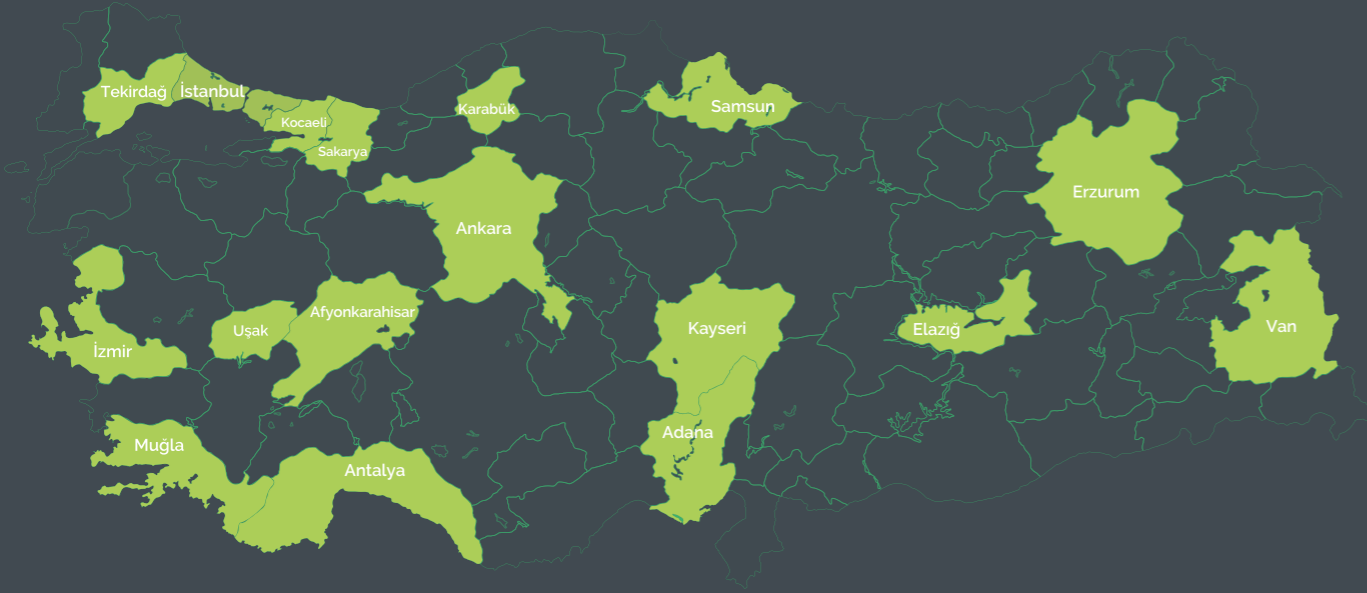 Tekirdağ
İstanbul
Karabük
Samsun
Kocaeli
Sakarya
Erzurum
Ankara
Afyonkarahisar
Uşak
Kayseri
Elazığ
Van
İzmir
Adana
Muğla
Antalya